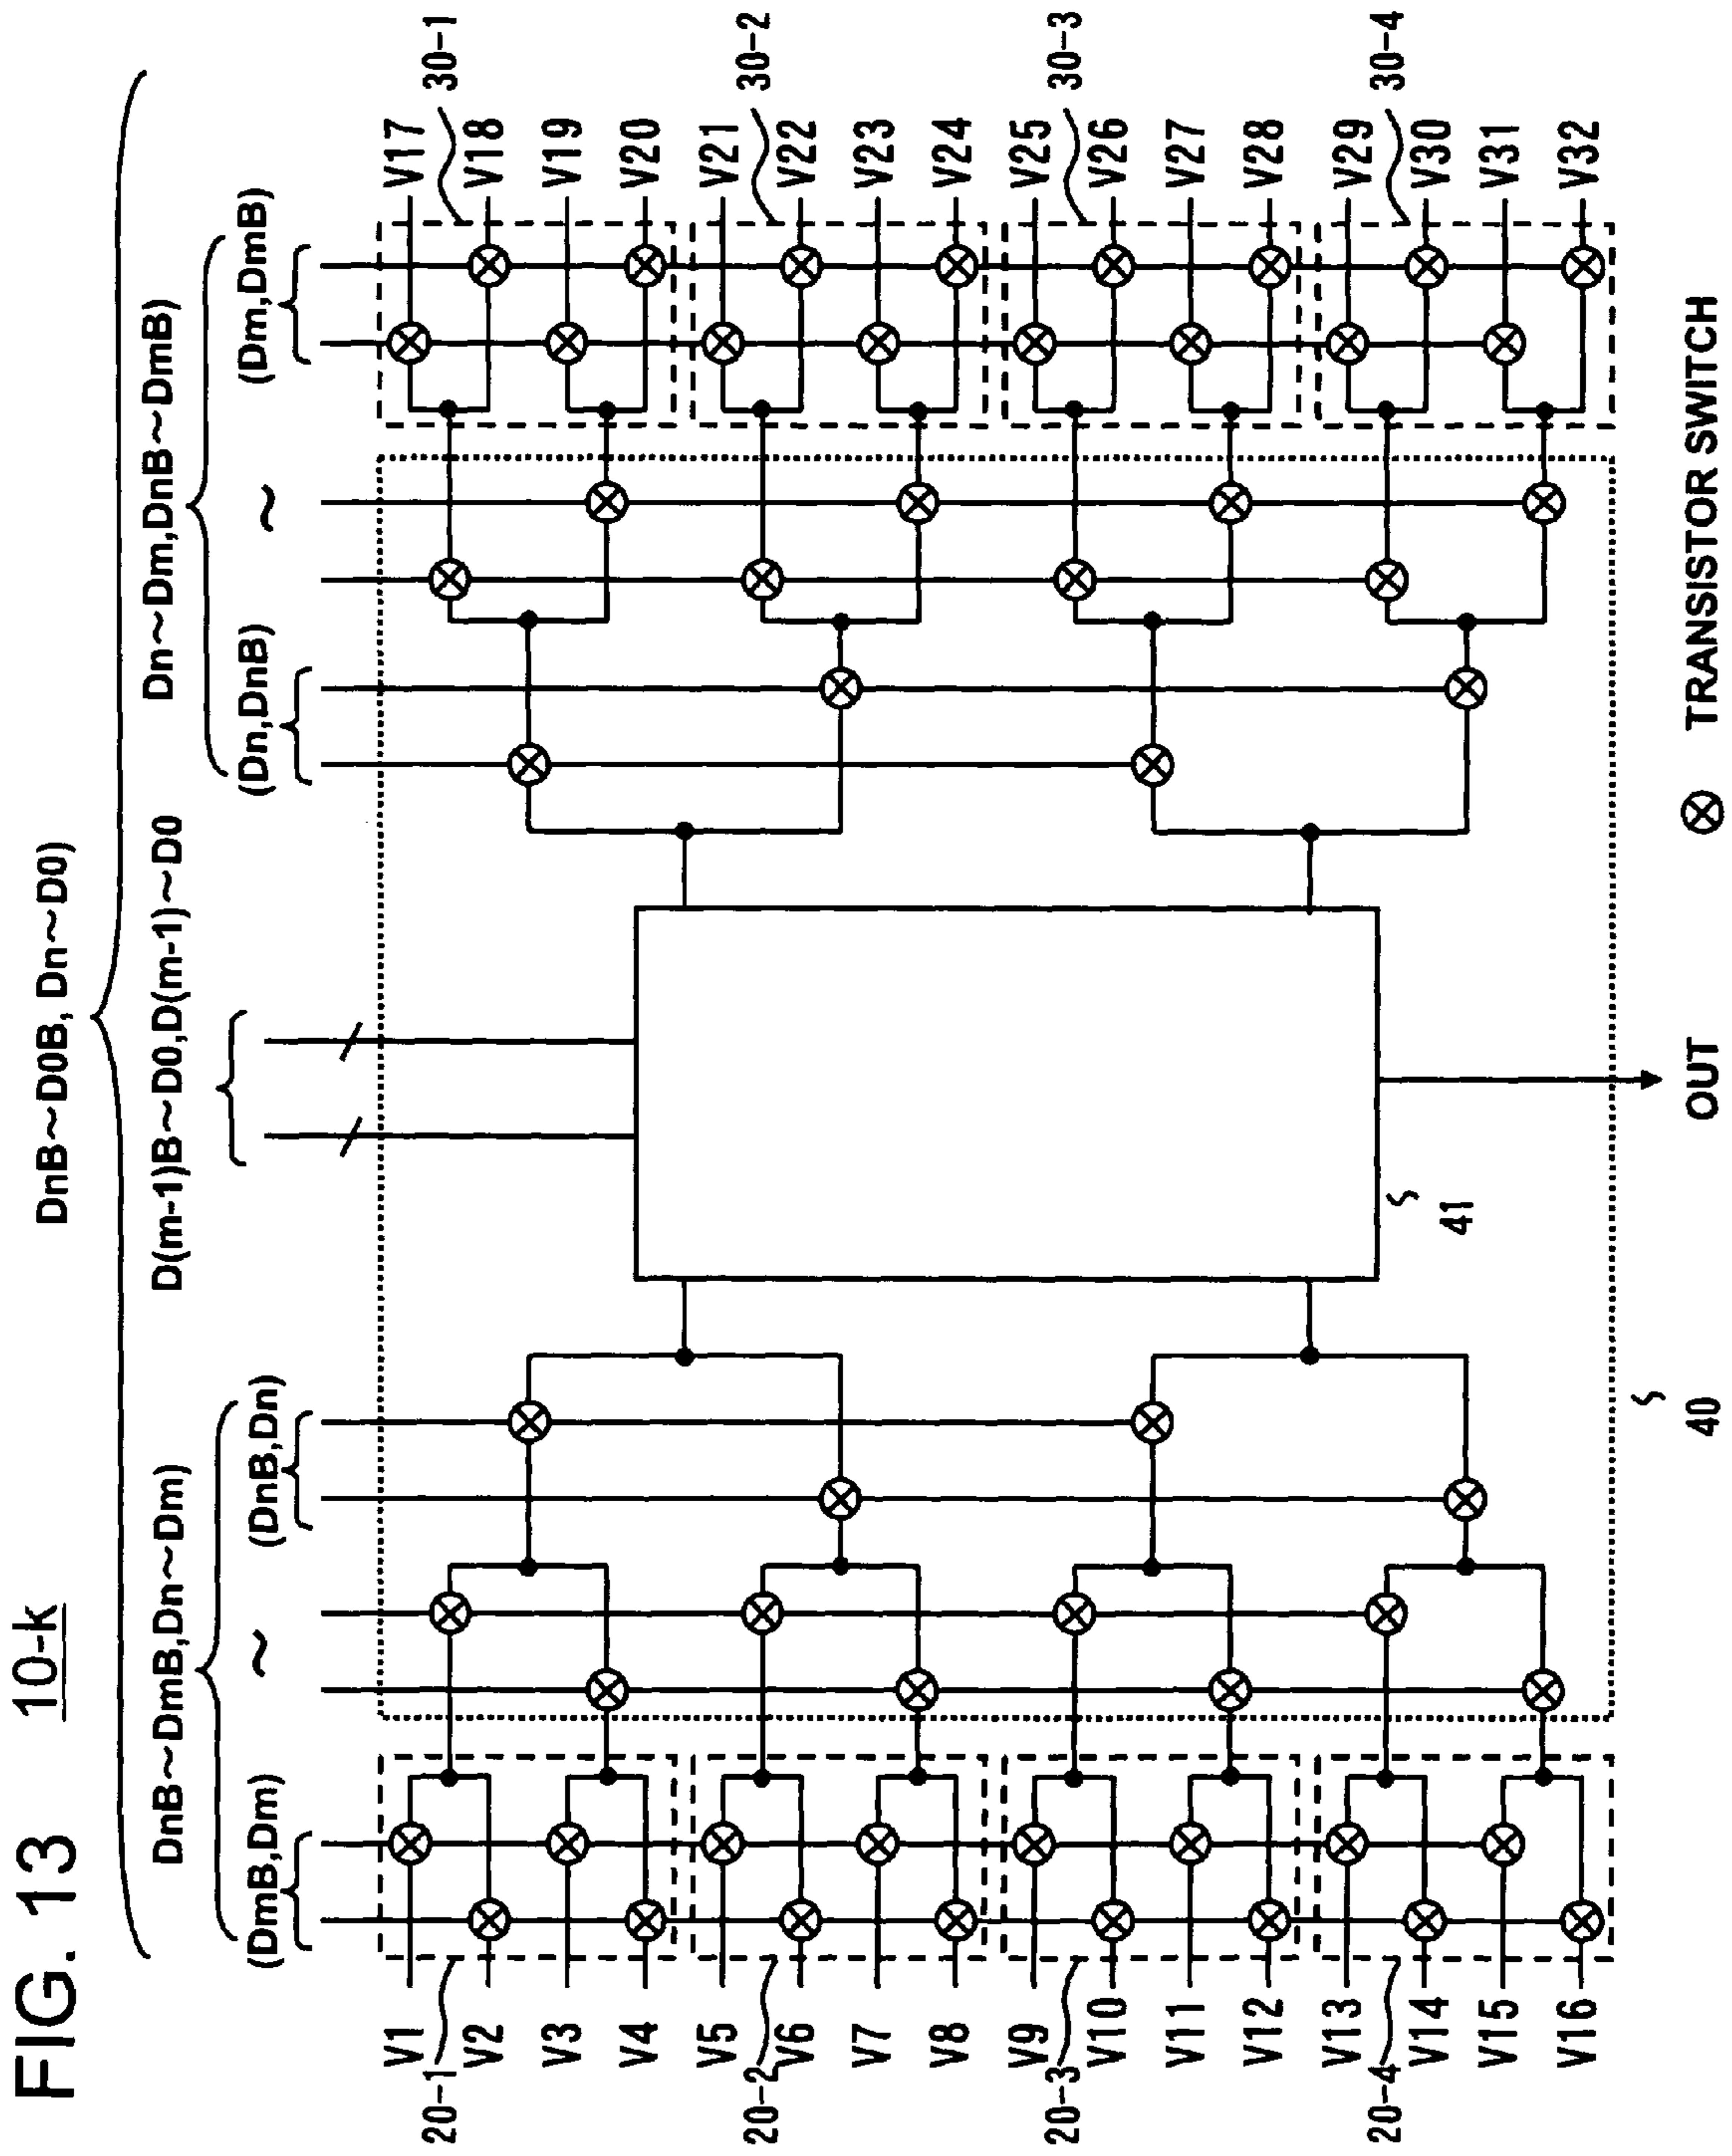 FIG. 13 10-k
DnB~D0B, Dn~D0)
DnB~DmB,Dn~Dm)
D(m-1)B~D0,D(m-1)~D0
Dn~Dm,DnB~DmB)
(DmB,Dm)
~
(DnB,Dn)
(Dn,DnB)
~
(Dm,DmB)
20-1
V1
V2
V3
V4
20-2
V5
V6
V7
V8
20-3
V9
V10
V11
V12
20-4
V13
V14
V15
V16
V17
V18
V19
V20
30-1
V21
V22
V23
V24
30-2
V25
V26
V27
V28
30-3
V29
V30
V31
V32
30-4
41
40
OUT
TRANSISTOR SWITCH